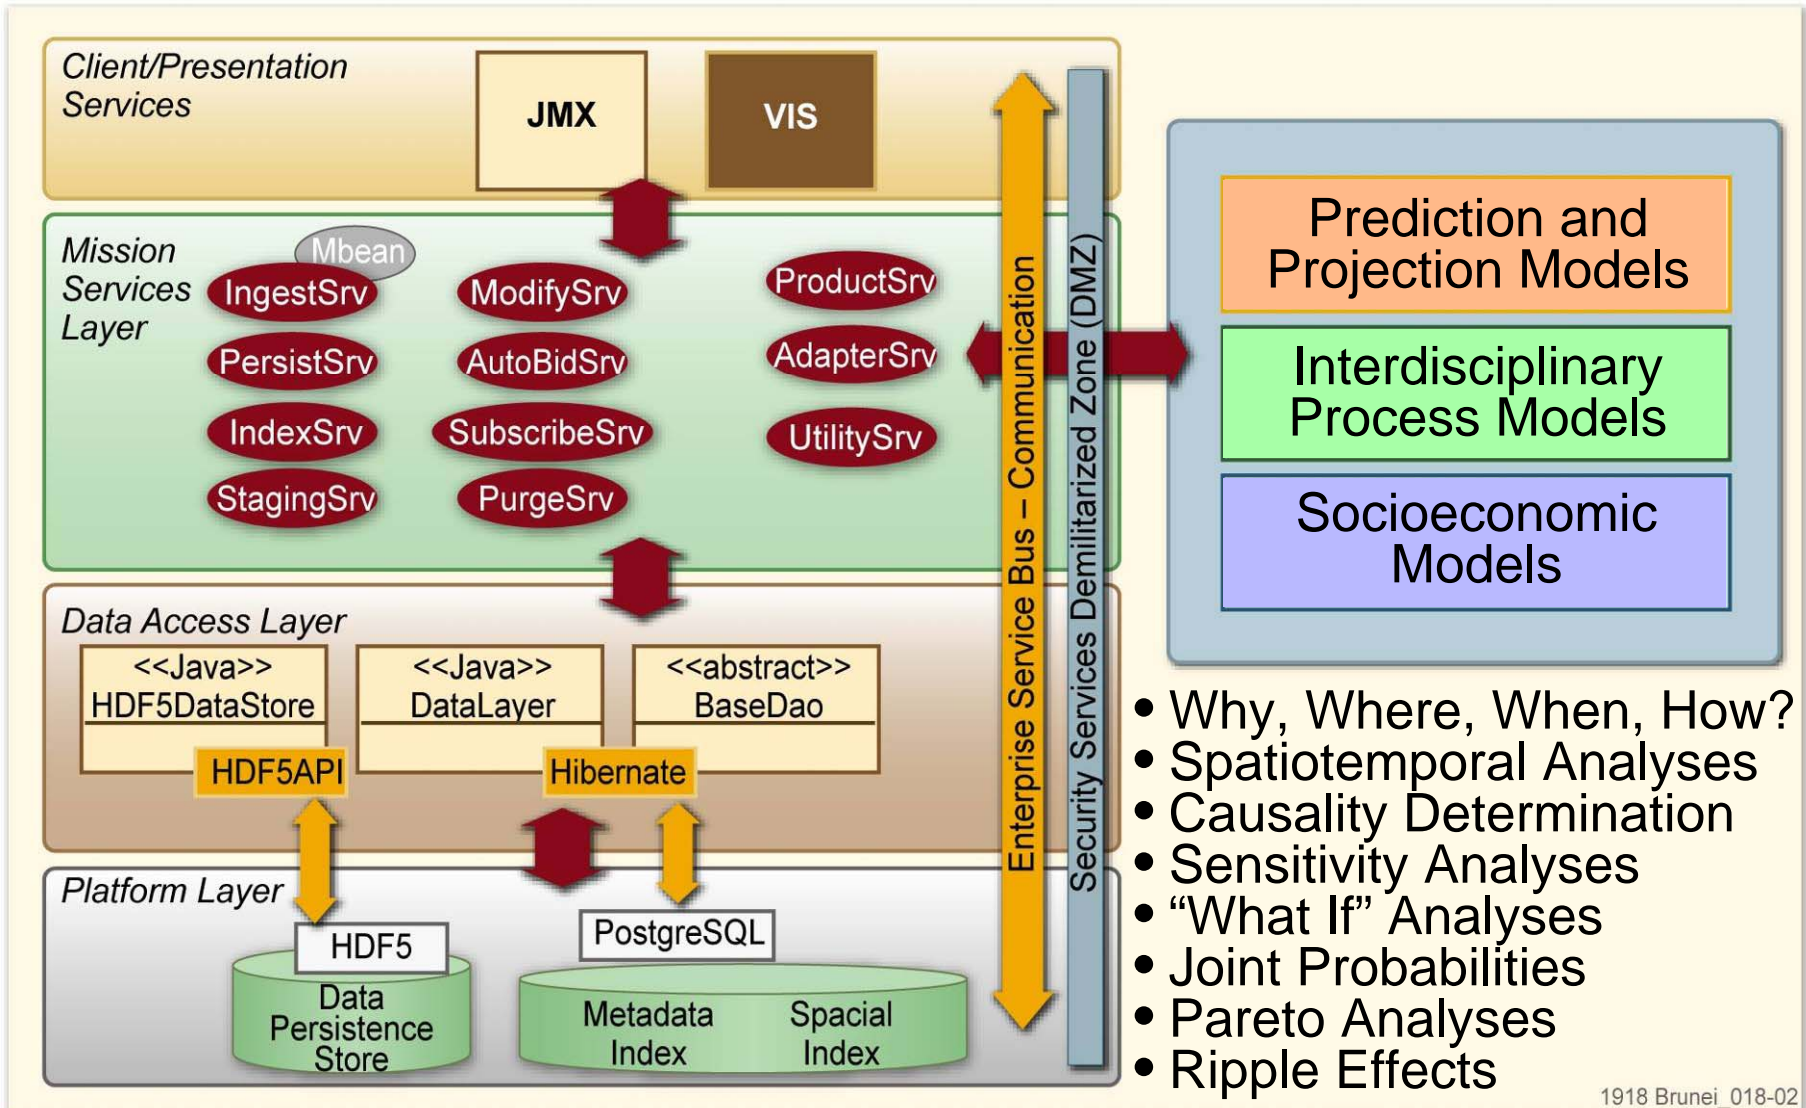 Client/Presentation
Services
JMX
VIS
Mission
Services
Layer
Mbean
IngestSrv
PersistSrv
IndexSrv
StagingSrv
ModifySrv
AutoBidSrv
SubscribeSrv
PurgeSrv
ProductSrv
AdapterSrv
UtilitySrv
Data Access Layer
<<Java>>
HDF5DataStore
HDF5API
<<Java>>
DataLayer
<<abstract>>
BaseDao
Hibernate
Platform Layer
HDF5
Data
Persistence
Store
PostgreSQL
Metadata
Index
Spacial
Index
Enterprise Service Bus – Communication
Security Services Demilitarized Zone (DMZ)
Prediction and
Projection Models
Interdisciplinary
Process Models
Socioeconomic
Models
• Why, Where, When, How?
• Spatiotemporal Analyses
• Causality Determination
• Sensitivity Analyses
• “What If” Analyses
• Joint Probabilities
• Pareto Analyses
• Ripple Effects
1918 Brunei_018-02